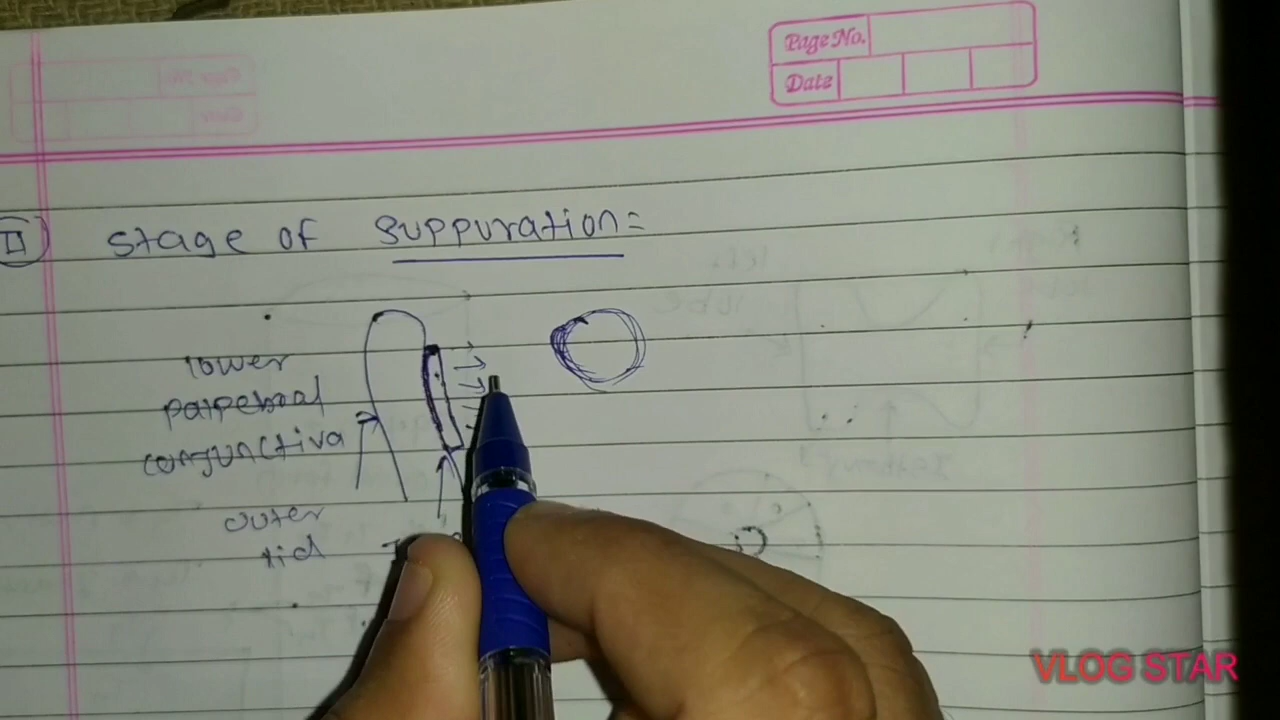 Page No.
Date
II) Stage of suppuration=
lower
palpebral
conjunctiva
outer
lid
VLOG STAR